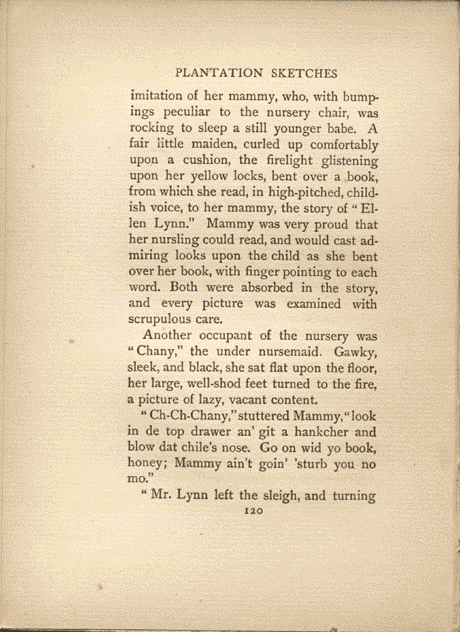 PLANTATION SKETCHES
imitation of her mammy, who, with bump-
ings peculiar to the nursery chair, was
rocking to sleep a still younger babe. A
fair little maiden, curled up comfortably
upon a cushion, the firelight glistening
upon her yellow locks, bent over a book,
from which she read, in high-pitched, child-
ish voice, to her mammy, the story of "El-
len Lynn." Mammy was very proud that
her nursling could read, and would cast ad-
miring looks upon the child as she bent
over her book, with finger pointing to each
word. Both were absorbed in the story,
and every picture was examined with
scrupulous care.
Another occupant of the nursery was
"Chany," the under nursemaid. Gawky,
sleek, and black, she sat flat upon the floor,
her large, well-shod feet turned to the fire,
a picture of lazy, vacant content.
"Ch-Ch-Chany," stuttered Mammy, "look
in de top drawer an' git a hankcher and
blow dat chile's nose. Go on wid yo book,
honey; Mammy ain't goin' 'sturb you no
mo."
"Mr. Lynn left the sleigh, and turning
120